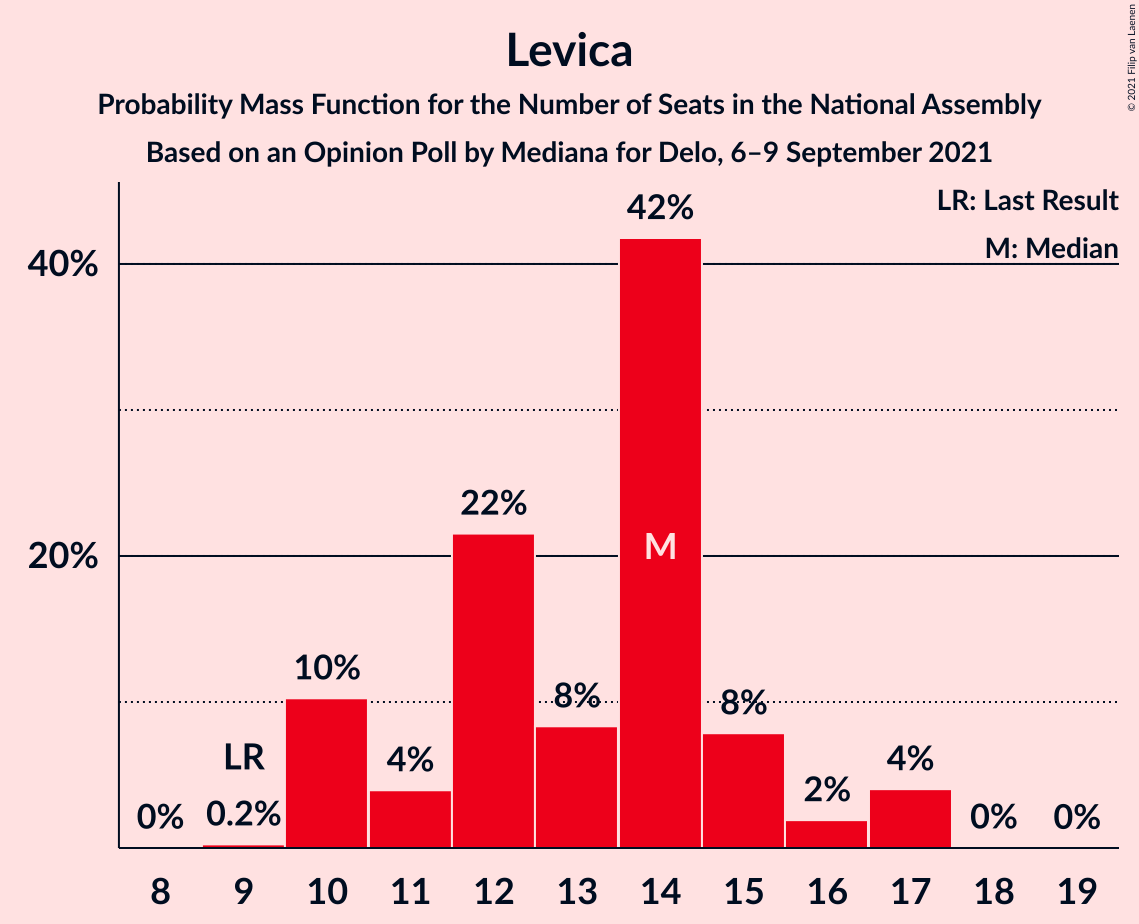 Levica
Probability Mass Function for the Number of Seats in the National Assembly
Based on an Opinion Poll by Mediana for Delo, 6–9 September 2021
© 2021 Filip van Laenen
LR: Last Result
M: Median
40%
20%
0%
LR
0.2%
10%
4%
22%
8%
42%
M
8%
2%
4%
0%
0%
8 9 10 11 12 13 14 15 16 17 18 19